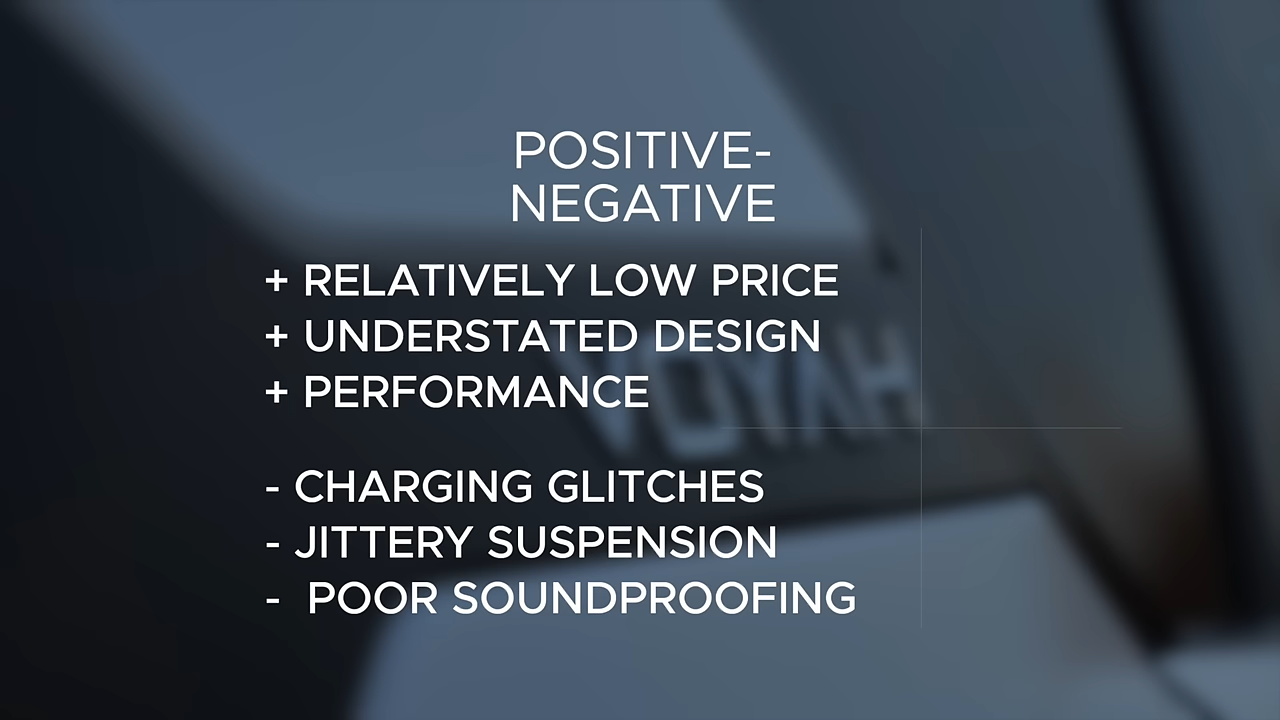 POSITIVE-
NEGATIVE
+ RELATIVELY LOW PRICE
+ UNDERSTATED DESIGN
+ PERFORMANCE
VOYAH
- CHARGING GLITCHES
- JITTERY SUSPENSION
- POOR SOUNDPROOFING